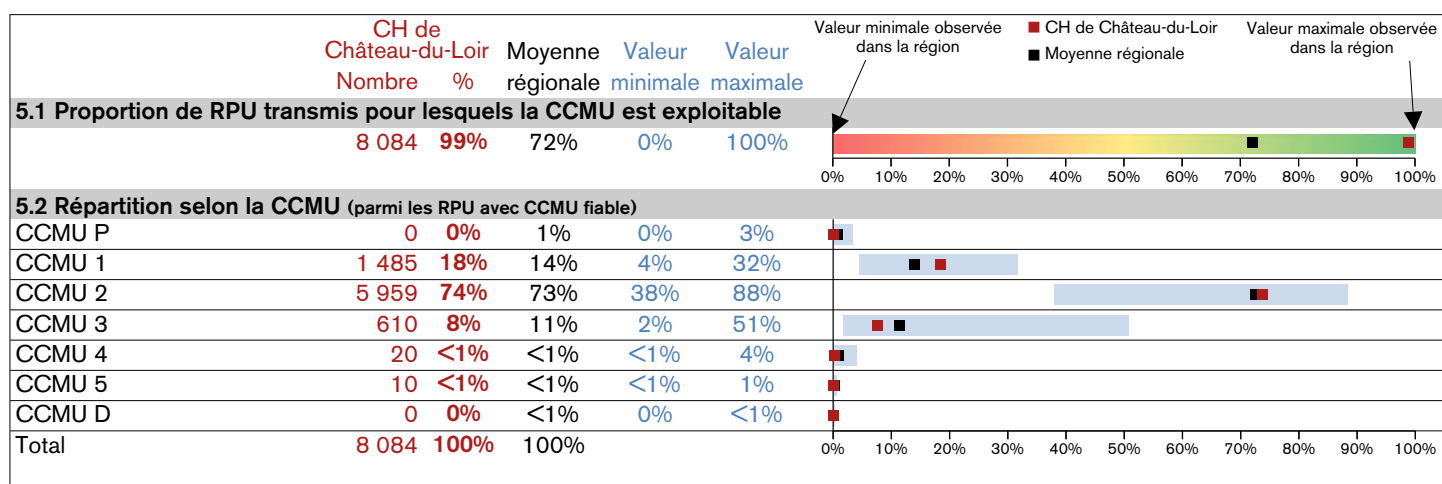 CH de
Château-du-Loir Moyenne Valeur Valeur
Nombre % régionale minimale maximale
Valeur minimale observée
dans la région
CH de Château-du-Loir
Moyenne régionale
Valeur maximale observée
dans la région
5.1 Proportion de RPU transmis pour lesquels la CCMU est exploitable
8 084 99% 72% 0% 100%
0% 10% 20% 30% 40% 50% 60% 70% 80% 90% 100%
5.2 Répartition selon la CCMU (parmi les RPU avec CCMU fiable)
CCMU P 0 0% 1% 0% 3%
CCMU 1 1 485 18% 14% 4% 32%
CCMU 2 5 959 74% 73% 38% 88%
CCMU 3 610 8% 11% 2% 51%
CCMU 4 20 <1% <1% <1% 4%
CCMU 5 10 <1% <1% <1% 1%
CCMU D 0 0% <1% 0% <1%
Total 8 084 100% 100%
0% 10% 20% 30% 40% 50% 60% 70% 80% 90% 100%